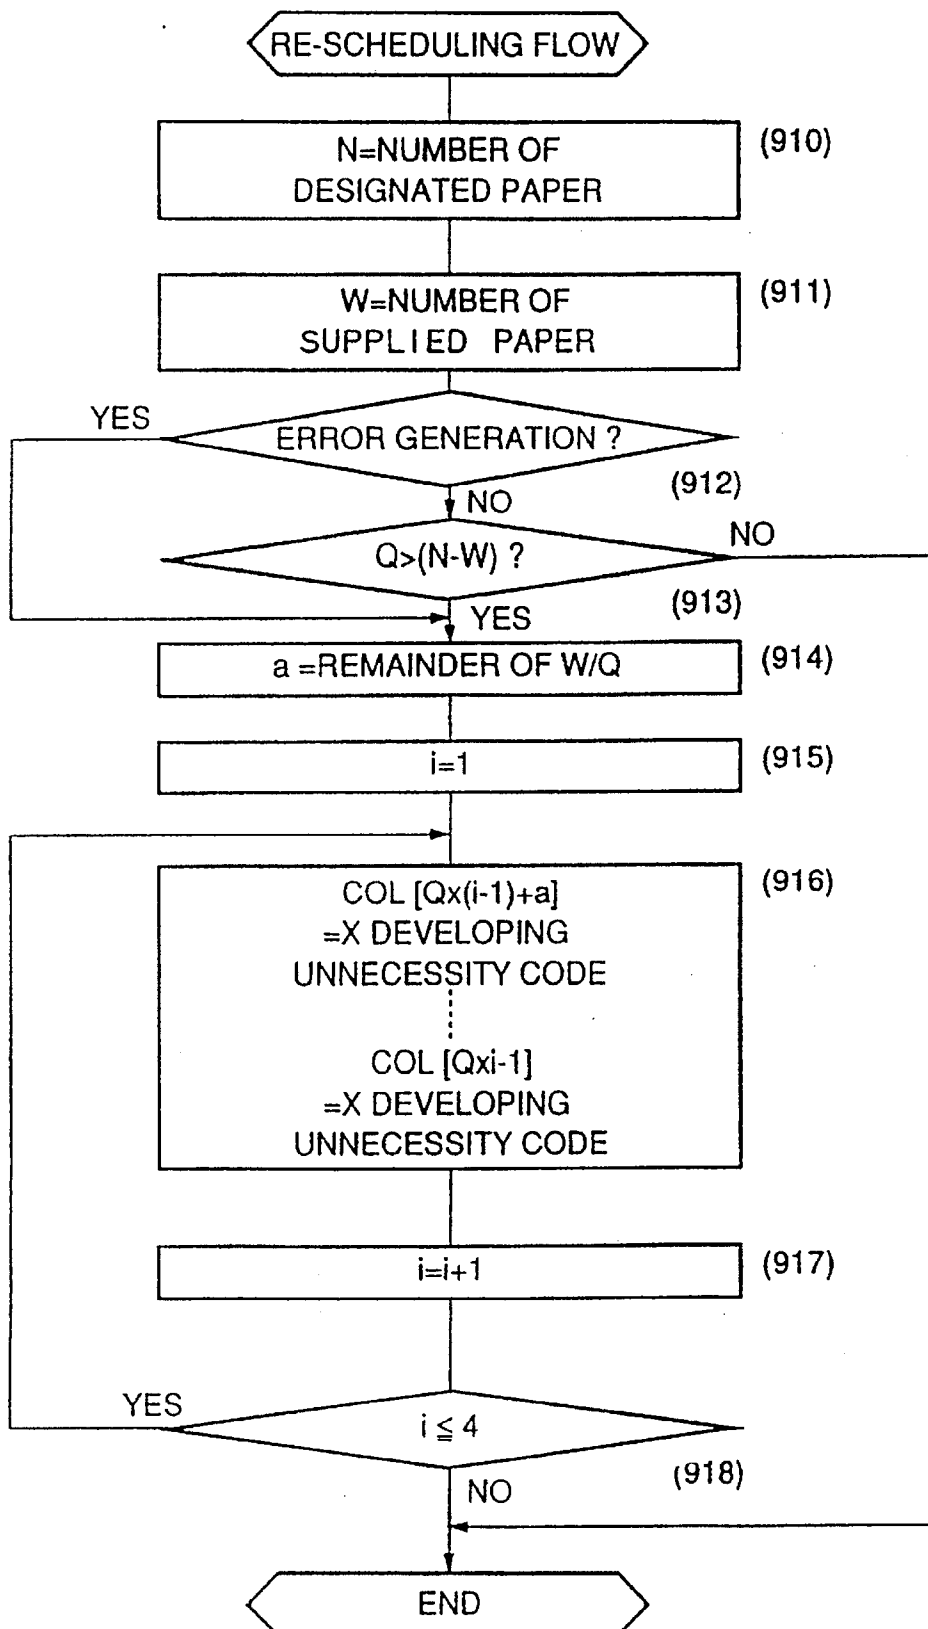 RE-SCHEDULING FLOW
N=NUMBER OF
DESIGNATED PAPER
(910)
W=NUMBER OF
SUPPLIED PAPER
(911)
YES
ERROR GENERATION ?
(912)
NO
Q>(N-W) ?
NO
(913)
YES
a =REMAINDER OF W/Q
(914)
i=1
(915)
COL [Qx(i-1)+a]
=X DEVELOPING
UNNECESSITY CODE
COL [Qxi-1]
=X DEVELOPING
UNNECESSITY CODE
(916)
i=i+1
(917)
YES
i ≦ 4
(918)
NO
END